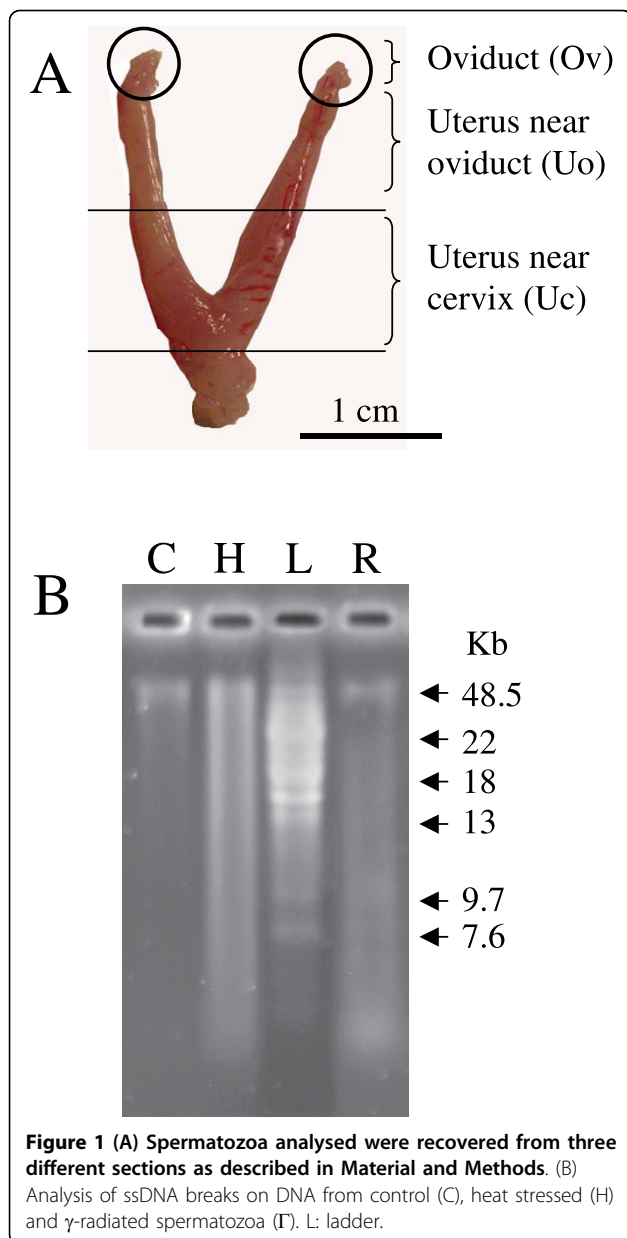 A
Oviduct (Ov)
Uterus near
oviduct (Uo)
Uterus near
cervix (Uc)
1 cm
B
C H L R
Kb
48.5
22
18
13
9.7
7.6
Figure 1 (A) Spermatozoa analysed were recovered from three
different sections as described in Material and Methods. (B)
Analysis of ssDNA breaks on DNA from control (C), heat stressed (H)
and γ-radiated spermatozoa (Γ). L: ladder.